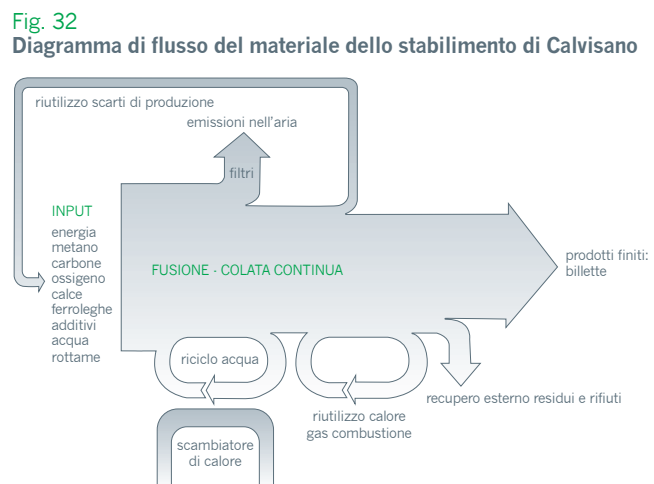 Fig. 32
Diagramma di flusso del materiale dello stabilimento di Calvisano
riutilizzo scarti di produzione
emissioni nell'aria
filtri
INPUT
energia
metano
carbone
ossigeno
calce
ferroleghe
additivi
acqua
rottame
FUSIONE - COLATA CONTINUA
prodotti finiti:
billette
riciclo acqua
riutilizzo calore
gas combustione
recupero esterno residui e rifiuti
scambiatore
di calore